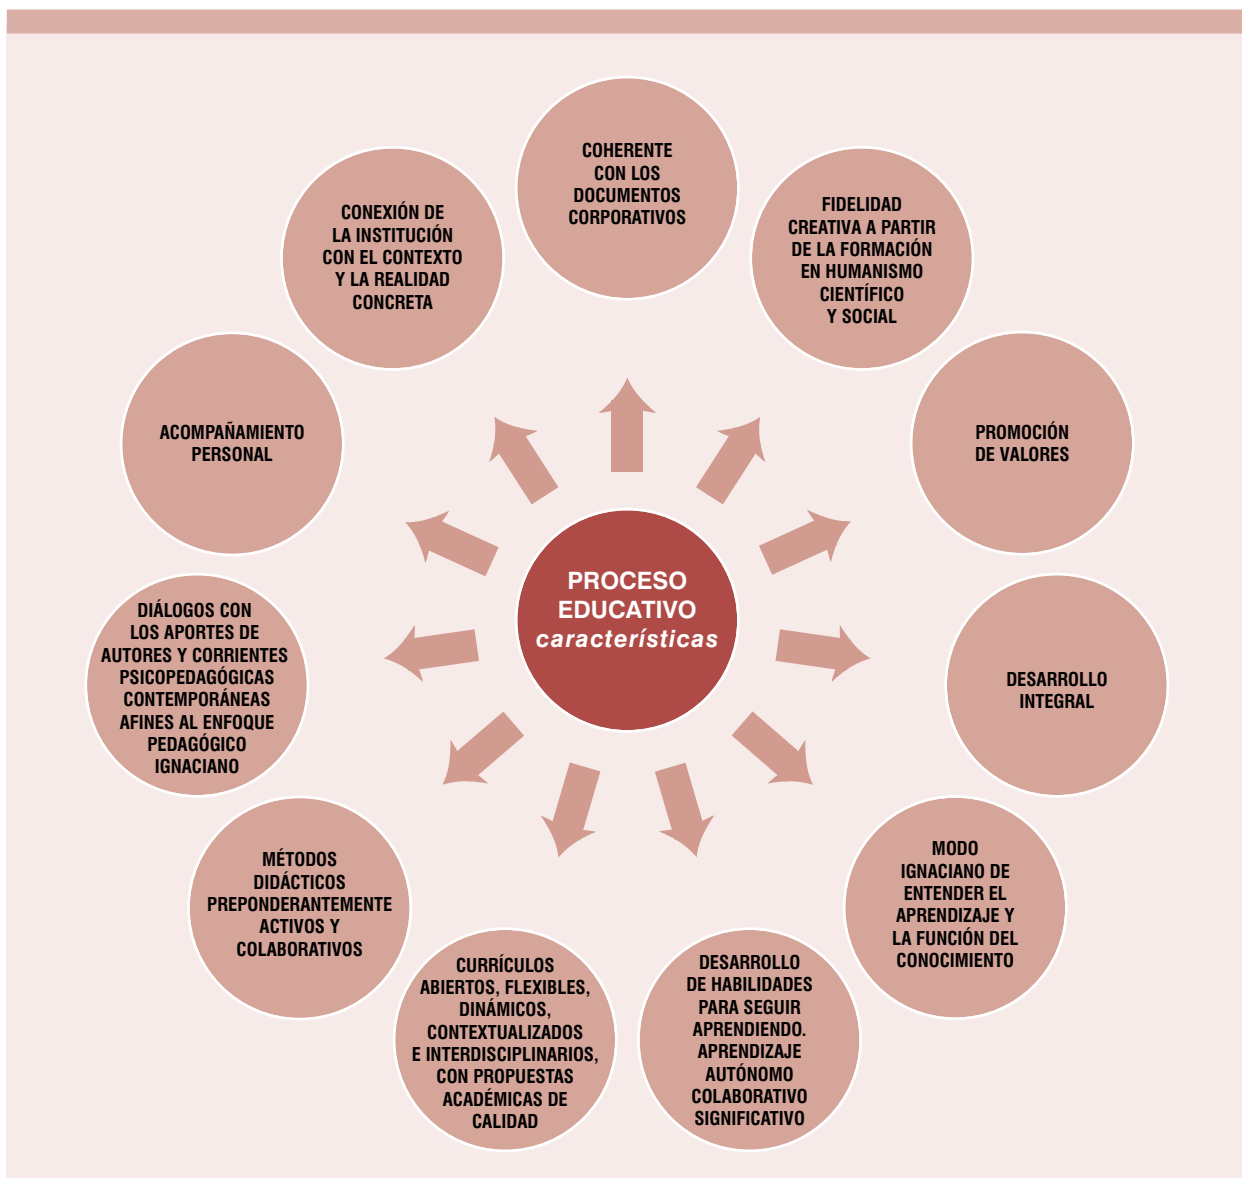 COHERENTE
CON LOS
DOCUMENTOS
CORPORATIVOS
FIDELIDAD
CREATIVA A PARTIR
DE LA FORMACIÓN
EN HUMANISMO
CIENTÍFICO
Y SOCIAL
PROMOCIÓN
DE VALORES
DESARROLLO
INTEGRAL
MODO
IGNACIANO DE
ENTENDER EL
APRENDIZAJE Y
LA FUNCIÓN DEL
CONOCIMIENTO
DESARROLLO
DE HABILIDADES
PARA SEGUIR
APRENDIENDO.
APRENDIZAJE
AUTÓNOMO
COLABORATIVO
SIGNIFICATIVO
CURRÍCULOS
ABIERTOS, FLEXIBLES,
DINÁMICOS,
CONTEXTUALIZADOS
E INTERDISCIPLINARIOS,
CON PROPUESTAS
ACADÉMICAS DE
CALIDAD
MÉTODOS
DIDÁCTICOS
PREPONDERANTEMENTE
ACTIVOS Y
COLABORATIVOS
DIÁLOGOS CON
LOS APORTES DE
AUTORES Y CORRIENTES
PSICOPEDAGÓGICAS
CONTEMPORÁNEAS
AFINES AL ENFOQUE
PEDAGÓGICO
IGNACIANO
ACOMPAÑAMIENTO
PERSONAL
CONEXIÓN DE
LA INSTITUCIÓN
CON EL CONTEXTO
Y LA REALIDAD
CONCRETA
PROCESO
EDUCATIVO
características